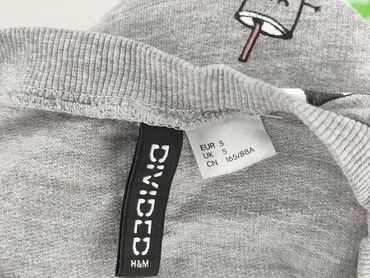 DIVIDED
H&M
EUR S
UK S
CN 165/88A